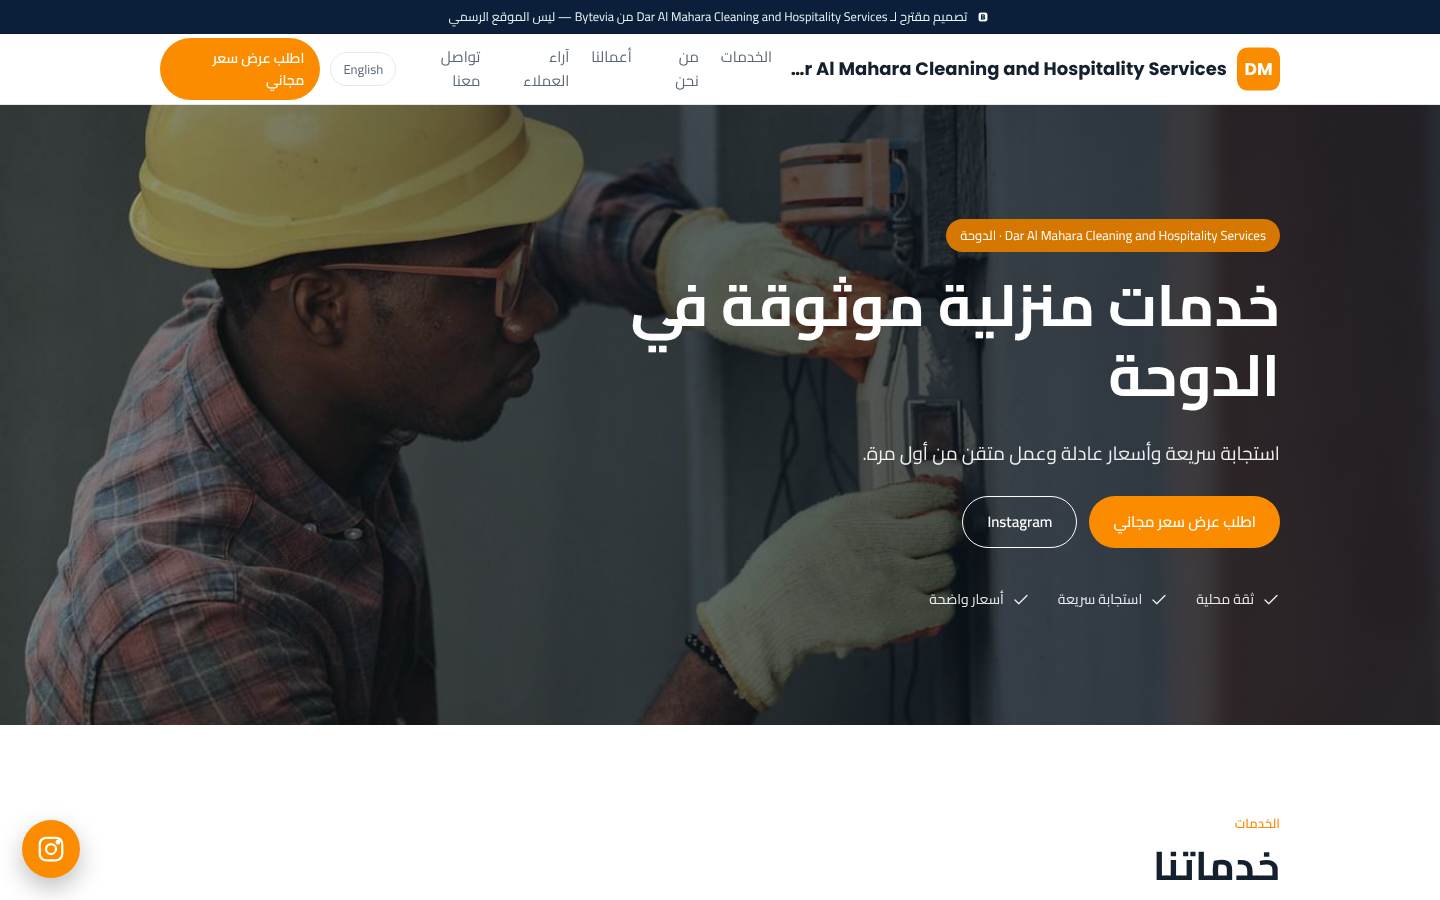 تصميم مقترح لـ Dar Al Mahara Cleaning and Hospitality Services من Bytevia — ليس الموقع الرسمي
DM
...r Al Mahara Cleaning and Hospitality Services
الخدمات
من نحن
أعمالنا
آراء العملاء
تواصل معنا
English
اطلب عرض سعر مجاني
Dar Al Mahara Cleaning and Hospitality Services · الدوحة
خدمات منزلية موثوقة في
الدوحة
استجابة سريعة وأسعار عادلة وعمل متقن من أول مرة.
اطلب عرض سعر مجاني
Instagram
ثقة محلية
استجابة سريعة
أسعار واضحة
الخدمات
خدماتنا